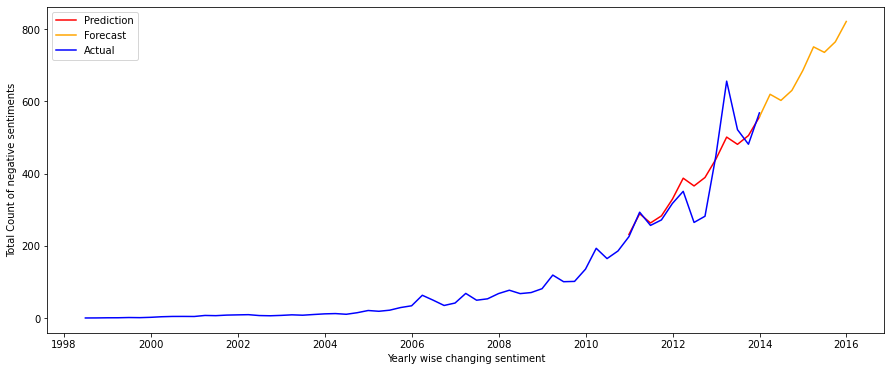 Prediction
Forecast
Actual
800
600
400
200
0
Total Count of negative sentiments
1998 2000 2002 2004 2006 2008 2010 2012 2014 2016
Yearly wise changing sentiment